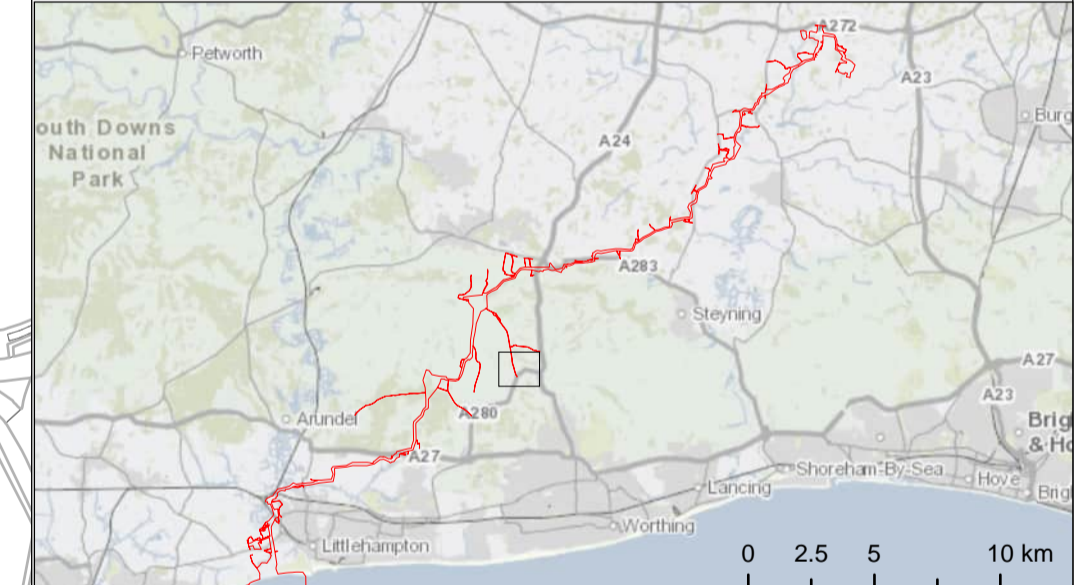 A272
Petworth
A23
Burg
outh Downs
National
Park
A24
A283
Steyning
A27
A23
Arundel
A280
Brig
& Ho
A27
Shoreham-By-Sea
Hove
Lancing
Brig
Worthing
Littlehampton
0 2.5 5 10 km